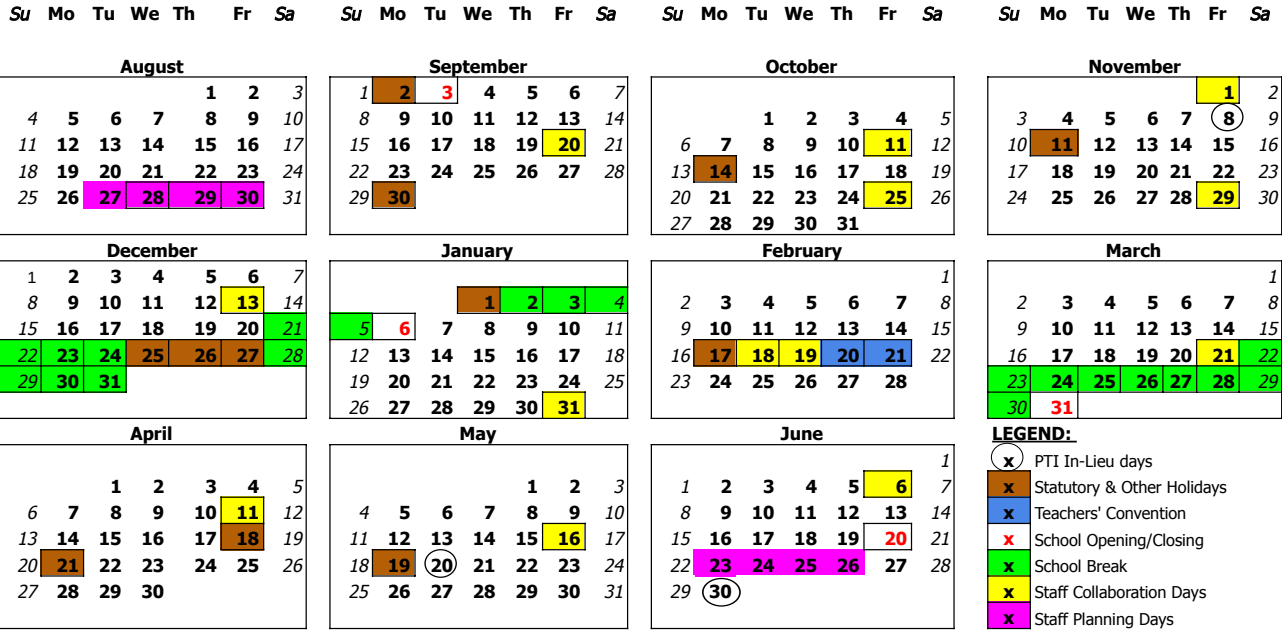 Su Mo Tu We Th Fr Sa
Su Mo Tu We Th Fr Sa
Su Mo Tu We Th Fr Sa
Su Mo Tu We Th Fr Sa
August
1 2 3
4 5 6 7 8 9 10
11 12 13 14 15 16 17
18 19 20 21 22 23 24
25 26 27 28 29 30 31
September
1 2 3 4 5 6 7
8 9 10 11 12 13 14
15 16 17 18 19 20 21
22 23 24 25 26 27 28
29 30
October
1 2 3 4 5
6 7 8 9 10 11 12
13 14 15 16 17 18 19
20 21 22 23 24 25 26
27 28 29 30 31
November
1 2
3 4 5 6 7 8 9
10 11 12 13 14 15 16
17 18 19 20 21 22 23
24 25 26 27 28 29 30
December
1 2 3 4 5 6 7
8 9 10 11 12 13 14
15 16 17 18 19 20 21
22 23 24 25 26 27 28
29 30 31
January
1 2 3 4
5 6 7 8 9 10 11
12 13 14 15 16 17 18
19 20 21 22 23 24 25
26 27 28 29 30 31
February
1
2 3 4 5 6 7 8
9 10 11 12 13 14 15
16 17 18 19 20 21 22
23 24 25 26 27 28
March
1
2 3 4 5 6 7 8
9 10 11 12 13 14 15
16 17 18 19 20 21 22
23 24 25 26 27 28 29
30 31
April
1 2 3 4 5
6 7 8 9 10 11 12
13 14 15 16 17 18 19
20 21 22 23 24 25 26
27 28 29 30
May
1 2 3
4 5 6 7 8 9 10
11 12 13 14 15 16 17
18 19 20 21 22 23 24
25 26 27 28 29 30 31
June
1
1 2 3 4 5 6 7
8 9 10 11 12 13 14
15 16 17 18 19 20 21
22 23 24 25 26 27 28
29 30
LEGEND:
x PTI In-Lieu days
x Statutory & Other Holidays
x Teachers' Convention
x School Opening/Closing
x School Break
x Staff Collaboration Days
x Staff Planning Days